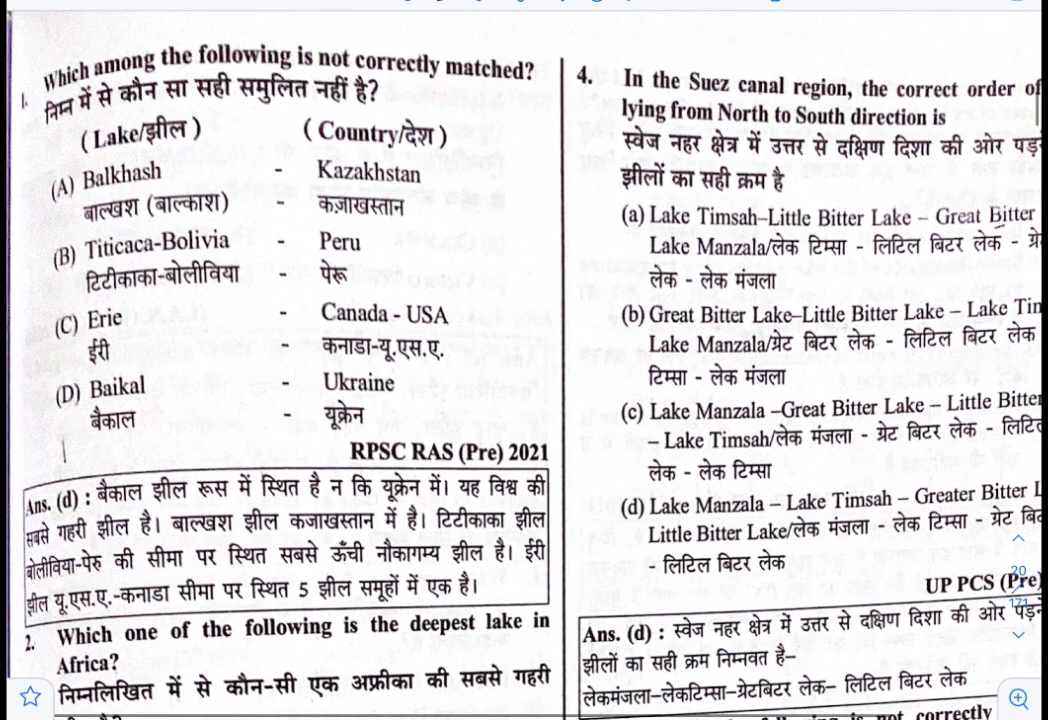 1. Which among the following is not correctly matched?
निम्न में से कौन सा सही समुलित नहीं है?
( Lake/झील ) ( Country/देश )
(A) Balkhash - Kazakhstan
बाल्खश (बाल्काश) - कज़ाखस्तान
(B) Titicaca-Bolivia - Peru
टिटीकाका-बोलीविया पेरू
(C) Erie - Canada - USA
ईरी - कनाडा-यू.एस.ए.
(D) Baikal - Ukraine
बैकाल - यूक्रेन
RPSC RAS (Pre) 2021
Ans. (d) : बैकाल झील रूस में स्थित है न कि यूक्रेन में। यह विश्व की
सबसे गहरी झील है। बाल्खश झील कजाखस्तान में है। टिटीकाका झील
बोलीविया-पेरु की सीमा पर स्थित सबसे ऊँची नौकागम्य झील है। ईरी
झील यू.एस.ए.-कनाडा सीमा पर स्थित 5 झील समूहों में एक है।
2. Which one of the following is the deepest lake in
Africa?
निम्नलिखित में से कौन-सी एक अफ्रीका की सबसे गहरी
4. In the Suez canal region, the correct order of
lying from North to South direction is
स्वेज नहर क्षेत्र में उत्तर से दक्षिण दिशा की ओर
झीलों का सही क्रम है
(a) Lake Timsah–Little Bitter Lake – Great Bitter
Lake Manzala/लेक टिम्सा - लिटिल बिटर लेक -
लेक - लेक मंजला
(b) Great Bitter Lake–Little Bitter Lake – Lake
Lake Manzala/ग्रेट बिटर लेक - लिटिल बिटर लेक
टिम्सा - लेक मंजला
(c) Lake Manzala –Great Bitter Lake – Little Bitter
– Lake Timsah/लेक मंजला - ग्रेट बिटर लेक -
लेक - लेक टिम्सा
(d) Lake Manzala – Lake Timsah – Greater Bitter
Little Bitter Lake/लेक मंजला - लेक टिम्सा - ग्रेट
- लिटिल बिटर लेक
UP PCS (Pre)
20
171
Ans. (d) : स्वेज नहर क्षेत्र में उत्तर से दक्षिण दिशा की ओर
झीलों का सही क्रम निम्नवत है–
लेकमंजला–लेकटिम्सा–ग्रेटबिटर लेक– लिटिल बिटर लेक
not correctly